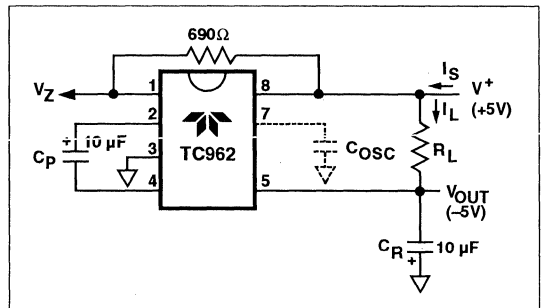 690Ω
IS
VZ
1
8
V+
(+5V)
IL
2
7
+ 10 µF
CP
3
TC962
COSC
RL
4
5
VOUT
(–5V)
CR
+
10 µF